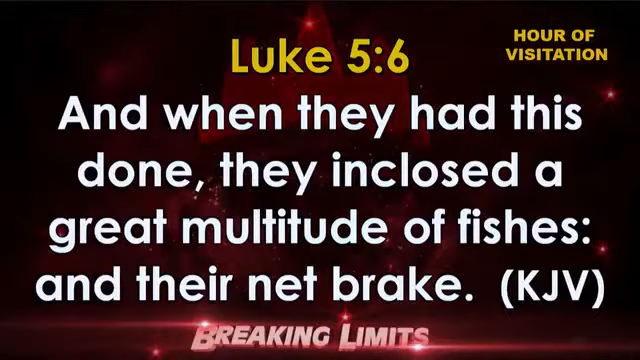 HOUR OF
VISITATION
Luke 5:6
And when they had this
done, they inclosed a
great multitude of fishes:
and their net brake.  (KJV)
BREAKING LIMITS